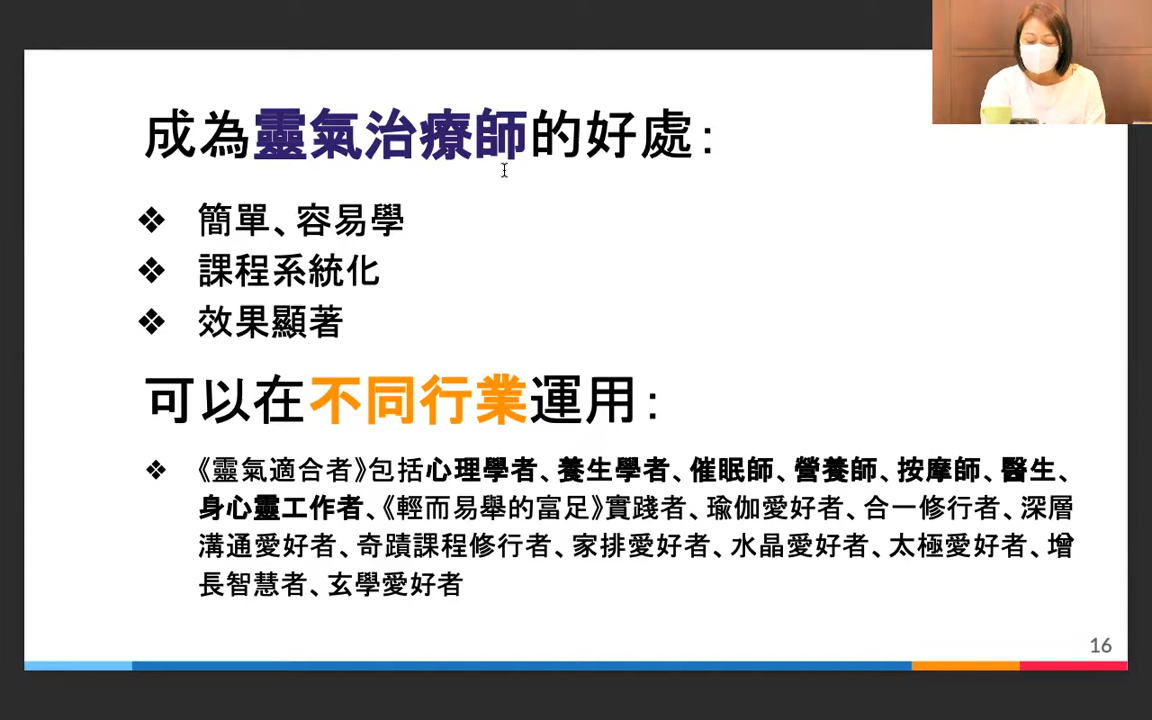 成為靈氣治療師的好處：
❖ 簡單、容易學
❖ 課程系統化
❖ 效果顯著
可以在不同行業運用：
❖ 《靈氣適合者》包括心理學者、養生學者、催眠師、營養師、按摩師、醫生、
身心靈工作者、《輕而易舉的富足》實踐者、瑜伽愛好者、合一修行者、深層
溝通愛好者、奇蹟課程修行者、家排愛好者、水晶愛好者、太極愛好者、增
長智慧者、玄學愛好者
16